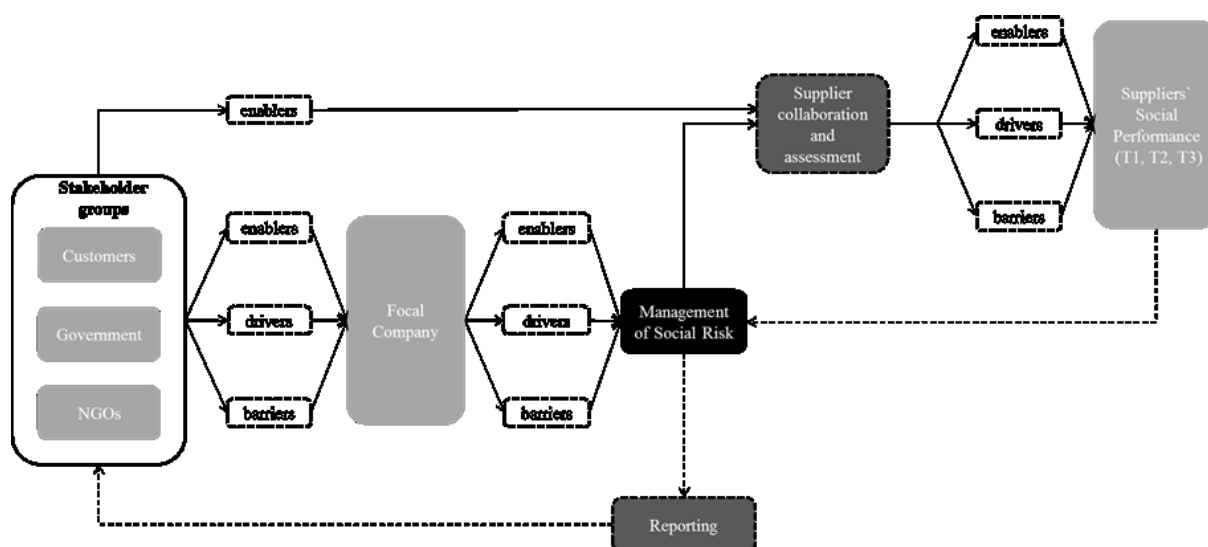 enablers
Supplier
collaboration
and
assessment
enablers
drivers
barriers
Suppliers`
Social
Performance
(T1, T2, T3)
Stakeholder
groups
Customers
Government
NGOs
enablers
drivers
barriers
Focal
Company
enablers
drivers
barriers
Management
of Social Risk
Reporting